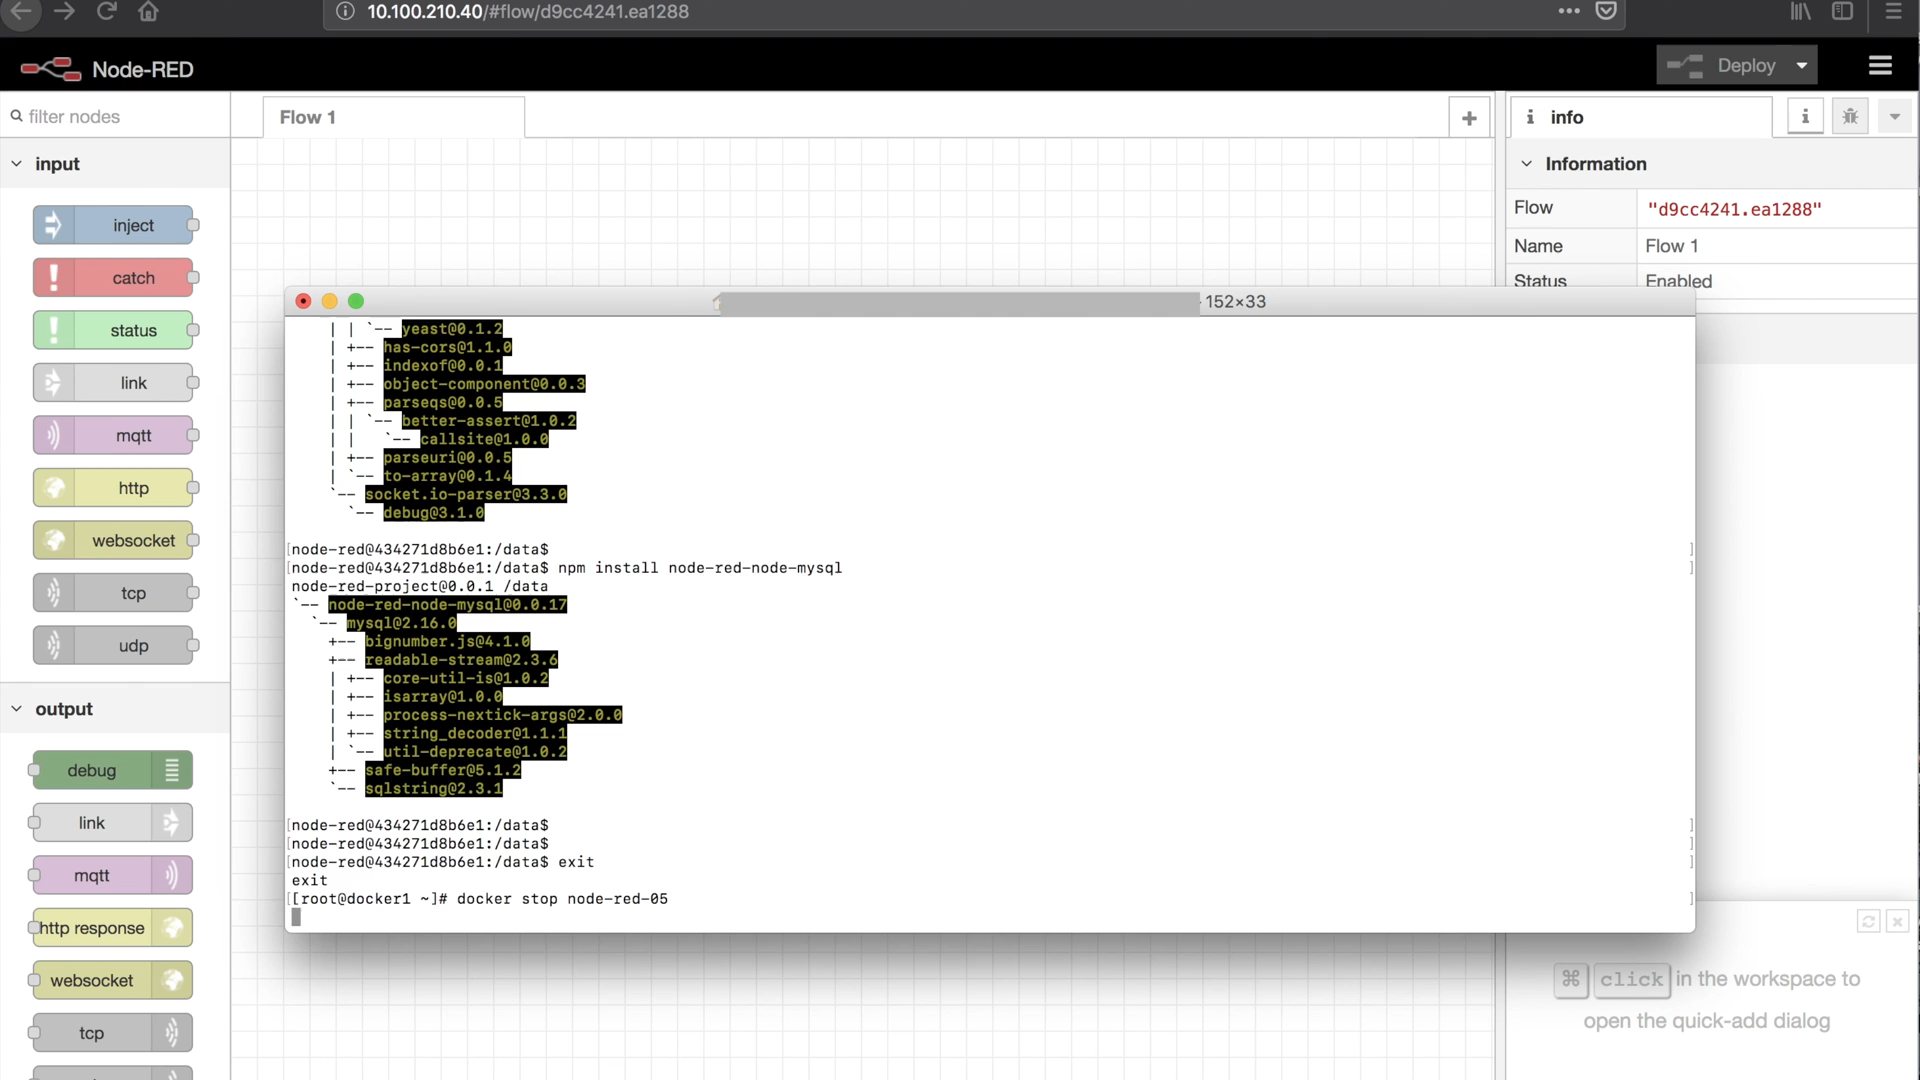 10.100.210.40/#flow/d9cc4241.ea1288
Node-RED
Deploy
filter nodes
Flow 1
+
i info
input
inject
catch
status
link
mqtt
http
websocket
tcp
udp
output
debug
link
mqtt
http response
websocket
tcp
Information
Flow "d9cc4241.ea1288"
Name Flow 1
Status Enabled
152×33
| | `-- yeast@0.1.2
| +-- has-cors@1.1.0
| +-- indexof@0.0.1
| +-- object-component@0.0.3
| +-- parseqs@0.0.5
| | `-- better-assert@1.0.2
| |   `-- callsite@1.0.0
| +-- parseuri@0.0.5
| `-- to-array@0.1.4
`-- socket.io-parser@3.3.0
  `-- debug@3.1.0
[node-red@434271d8b6e1:/data$ ]
[node-red@434271d8b6e1:/data$ npm install node-red-node-mysql ]
node-red-project@0.0.1 /data
`-- node-red-node-mysql@0.0.17
  `-- mysql@2.16.0
    +-- bignumber.js@4.1.0
    +-- readable-stream@2.3.6
    | +-- core-util-is@1.0.2
    | +-- isarray@1.0.0
    | +-- process-nextick-args@2.0.0
    | +-- string_decoder@1.1.1
    | `-- util-deprecate@1.0.2
    +-- safe-buffer@5.1.2
    `-- sqlstring@2.3.1
[node-red@434271d8b6e1:/data$ ]
[node-red@434271d8b6e1:/data$ ]
[node-red@434271d8b6e1:/data$ exit ]
exit
[[root@docker1 ~]# docker stop node-red-05 ]
⌘ click in the workspace to
open the quick-add dialog